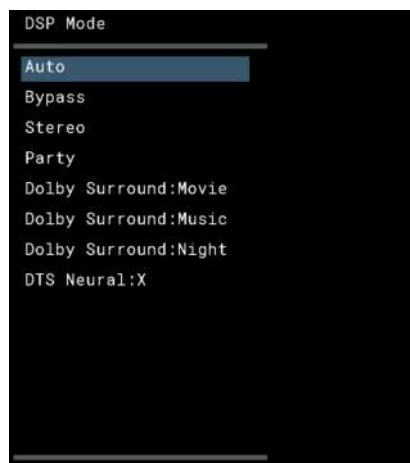 DSP Mode
Auto
Bypass
Stereo
Party
Dolby Surround:Movie
Dolby Surround:Music
Dolby Surround:Night
DTS Neural:X